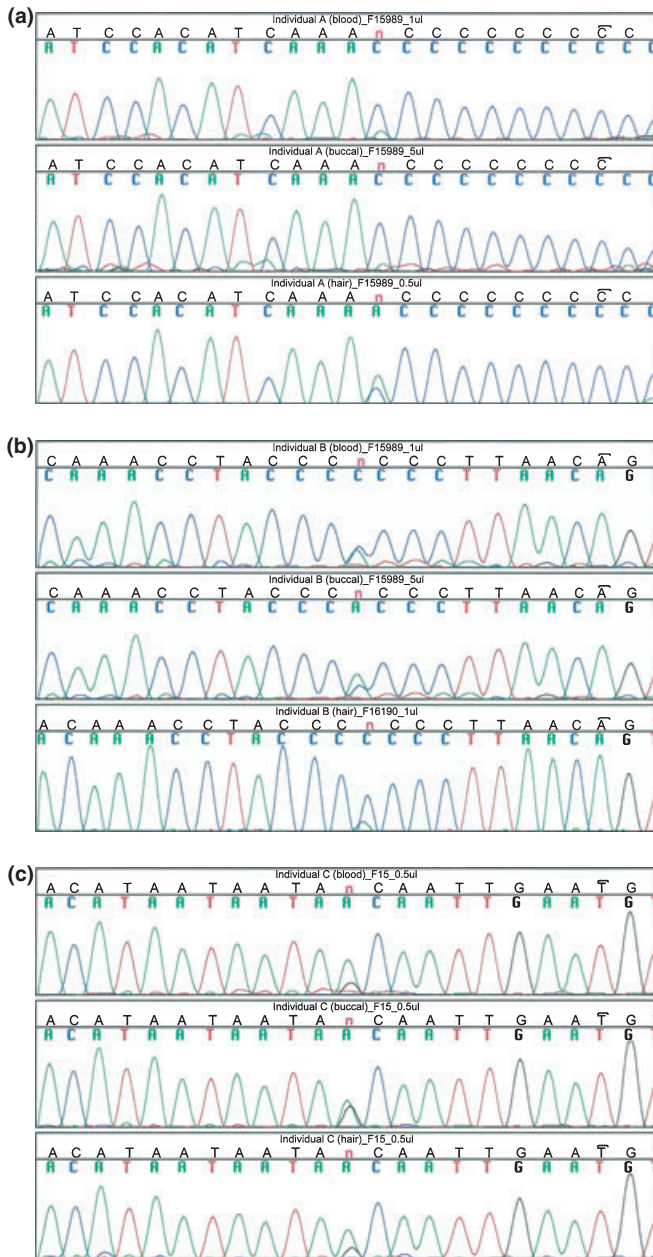 (a)
Individual A (blood)_F15989_1ul
A T C C A C A T C A A A n C C C C C C C C C
A T C C A C A T C A A A C C C C C C C C C C C
Individual A (buccal)_F15989_5ul
A T C C A C A T C A A A n C C C C C C C C
A T C C A C A T C A A A C C C C C C C C C C C
Individual A (hair)_F15989_0.5ul
A T C C A C A T C A A A n C C C C C C C C C
A T C C A C A T C A A A A C C C C C C C C C C
(b)
Individual B (blood)_F15989_1ul
C A A A C C T A C C C n C C C T T A A C A G
C A A A C C T A C C C C C C C T T A A C A G
Individual B (buccal)_F15989_5ul
C A A A C C T A C C C n C C C T T A A C A G
C A A A C C T A C C C A C C C T T A A C A G
Individual B (hair)_F16190_1ul
A C A A A C C T A C C C n C C C T T A A C A G
A C A A A C C T A C C C C C C C T T A A C A G
(c)
Individual C (blood)_F15_0.5ul
A C A T A A T A A T A n C A A T T G A A T G
A C A T A A T A A T A A C A A T T G A A T G
Individual C (buccal)_F15_0.5ul
A C A T A A T A A T A n C A A T T G A A T G
A C A T A A T A A T A A C A A T T G A A T G
Individual C (hair)_F15_0.5ul
A C A T A A T A A T A n C A A T T G A A T G
A C A T A A T A A T A A C A A T T G A A T G